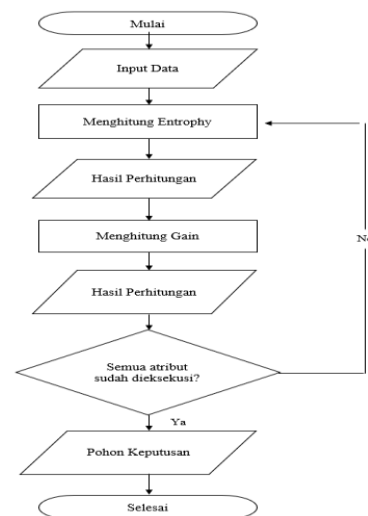 Mulai
Input Data
Menghitung Entrophy
Hasil Perhitungan
Menghitung Gain
Hasil Perhitungan
Semua atribut
sudah dieksekusi?
Ya
Pohon Keputusan
Selesai